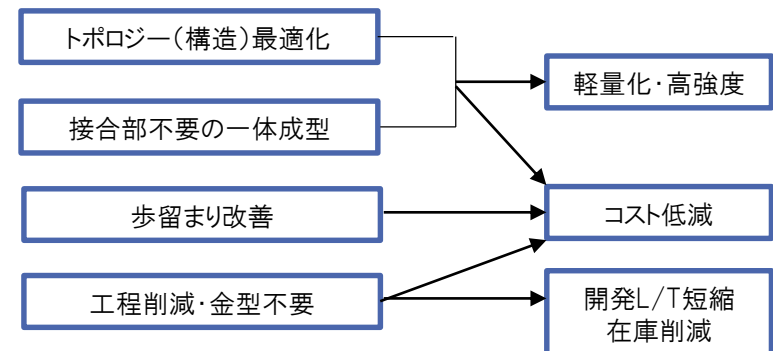 トポロジー（構造）最適化
軽量化・高強度
接合部不要の一体成型
歩留まり改善
コスト低減
工程削減・金型不要
開発L/T短縮
在庫削減